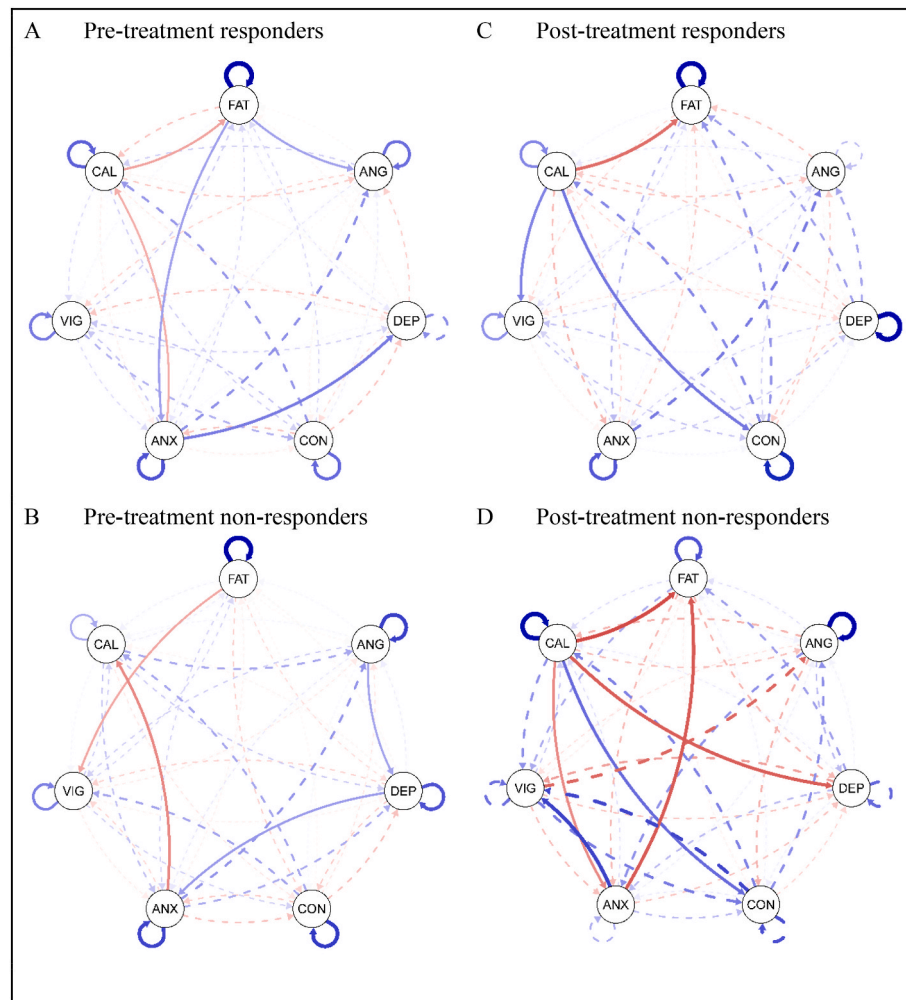 A Pre-treatment responders
FAT
CAL
ANG
VIG
DEP
ANX
CON
C Post-treatment responders
FAT
CAL
ANG
VIG
DEP
ANX
CON
B Pre-treatment non-responders
FAT
CAL
ANG
VIG
DEP
ANX
CON
D Post-treatment non-responders
FAT
CAL
ANG
VIG
DEP
ANX
CON